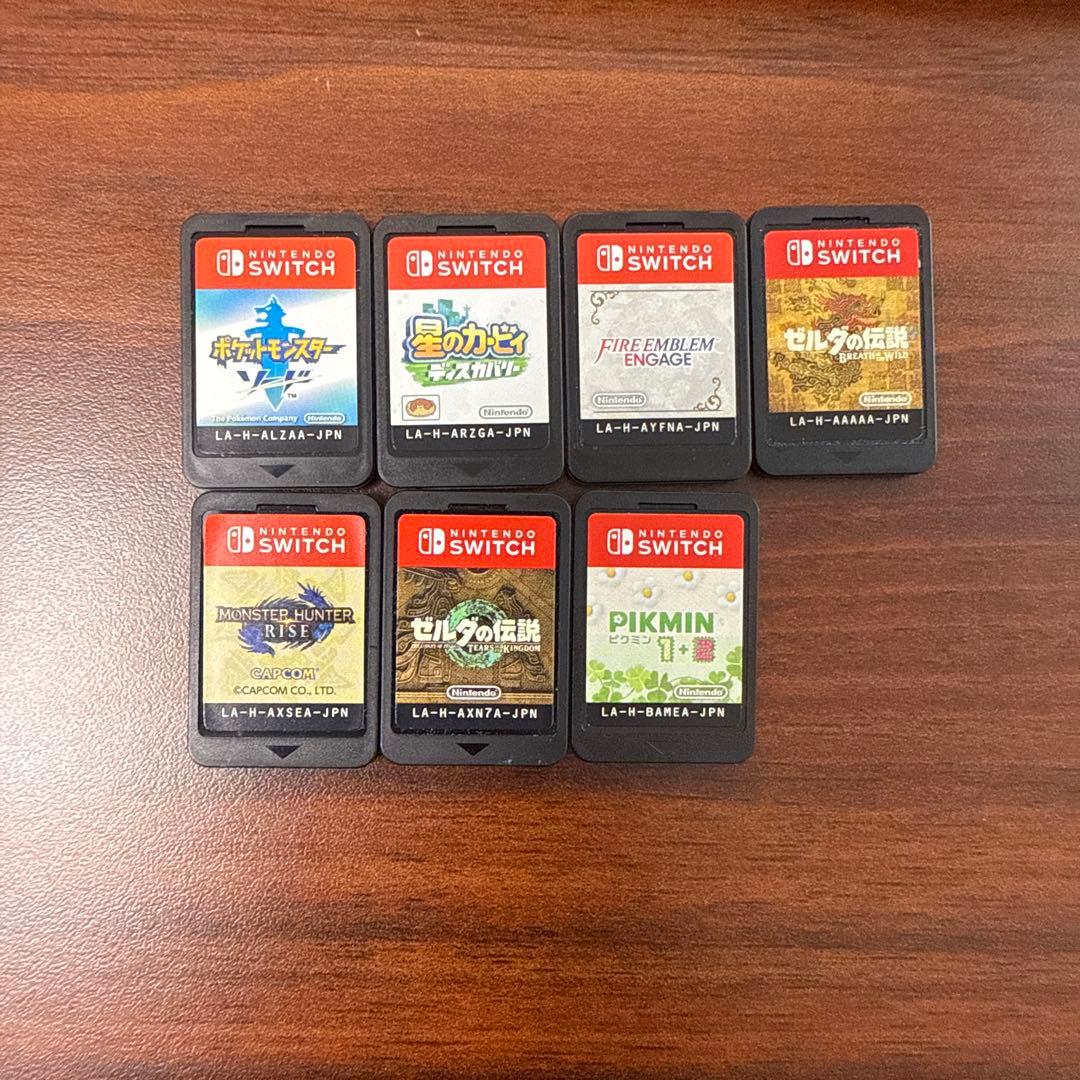 NINTENDO
SWITCH
ポケットモンスター
ソード
TM
The Pokémon Company
Nintendo
LA-H-ALZAA-JPN
NINTENDO
SWITCH
星のカービィ
ディスカバリー
Nintendo
LA-H-ARZGA-JPN
NINTENDO
SWITCH
FIRE EMBLEM
ENGAGE
Nintendo
LA-H-AYFNA-JPN
NINTENDO
SWITCH
ゼルダの伝説
BREATH OF THE WILD
Nintendo
LA-H-AAAAA-JPN
NINTENDO
SWITCH
MONSTER HUNTER
RISE
CAPCOM
©CAPCOM CO., LTD.
LA-H-AXSEA-JPN
NINTENDO
SWITCH
ゼルダの伝説
TEARS OF THE KINGDOM
Nintendo
LA-H-AXN7A-JPN
NINTENDO
SWITCH
PIKMIN
ピクミン 1+2
Nintendo
LA-H-BAMEA-JPN